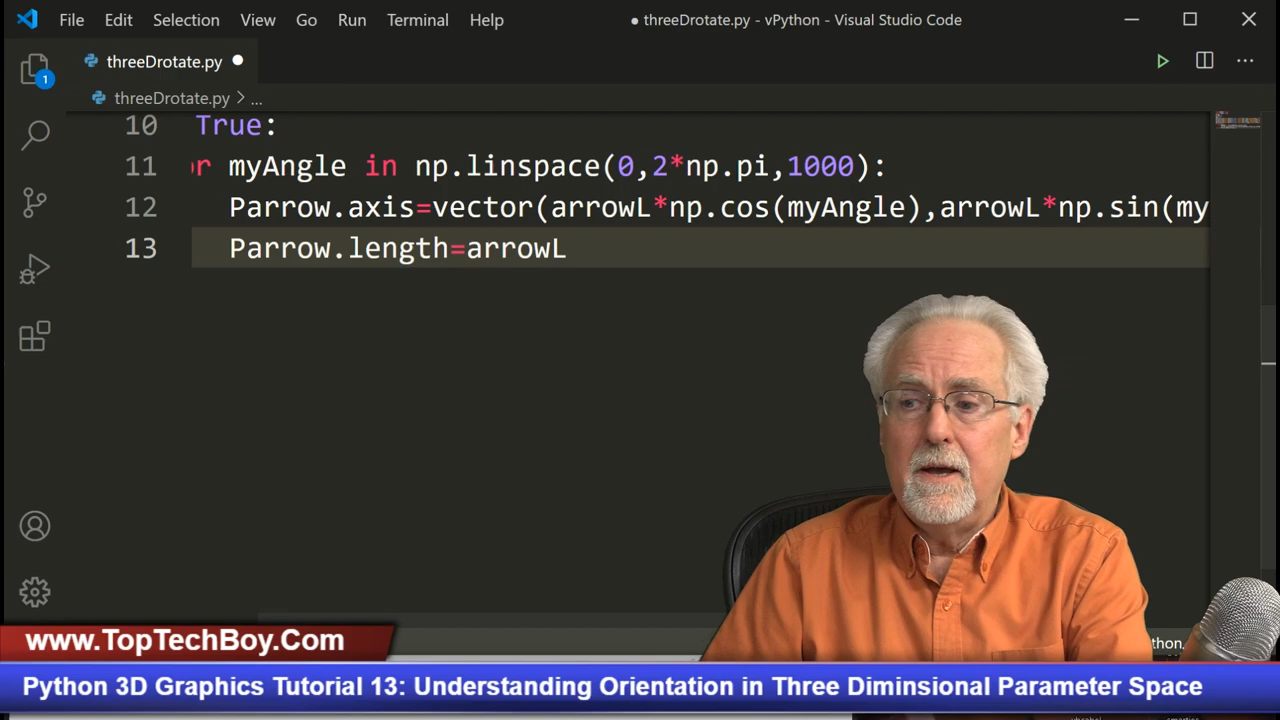 File Edit Selection View Go Run Terminal Help
● threeDrotate.py - vPython - Visual Studio Code
threeDrotate.py
1
threeDrotate.py > ...
10 True:
11 or myAngle in np.linspace(0,2*np.pi,1000):
12 Parrow.axis=vector(arrowL*np.cos(myAngle),arrowL*np.sin(my
13 Parrow.length=arrowL
www.TopTechBoy.Com
Python 3D Graphics Tutorial 13: Understanding Orientation in Three Diminsional Parameter Space